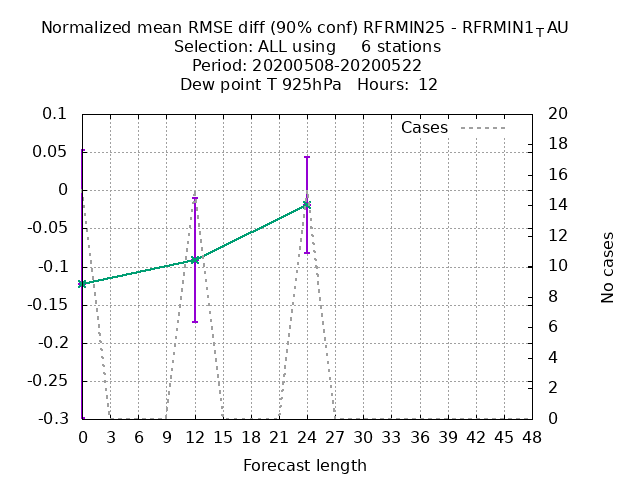 Normalized mean RMSE diff (90% conf) RFRMIN25 - RFRMIN1_TAU
Selection: ALL using     6 stations
Period: 20200508-20200522
Dew point T 925hPa   Hours:  12
Cases
0.1
0.05
0
-0.05
-0.1
-0.15
-0.2
-0.25
-0.3
20
18
16
14
12
10
8
6
4
2
0
No cases
0 3 6 9 12 15 18 21 24 27 30 33 36 39 42 45 48
Forecast length